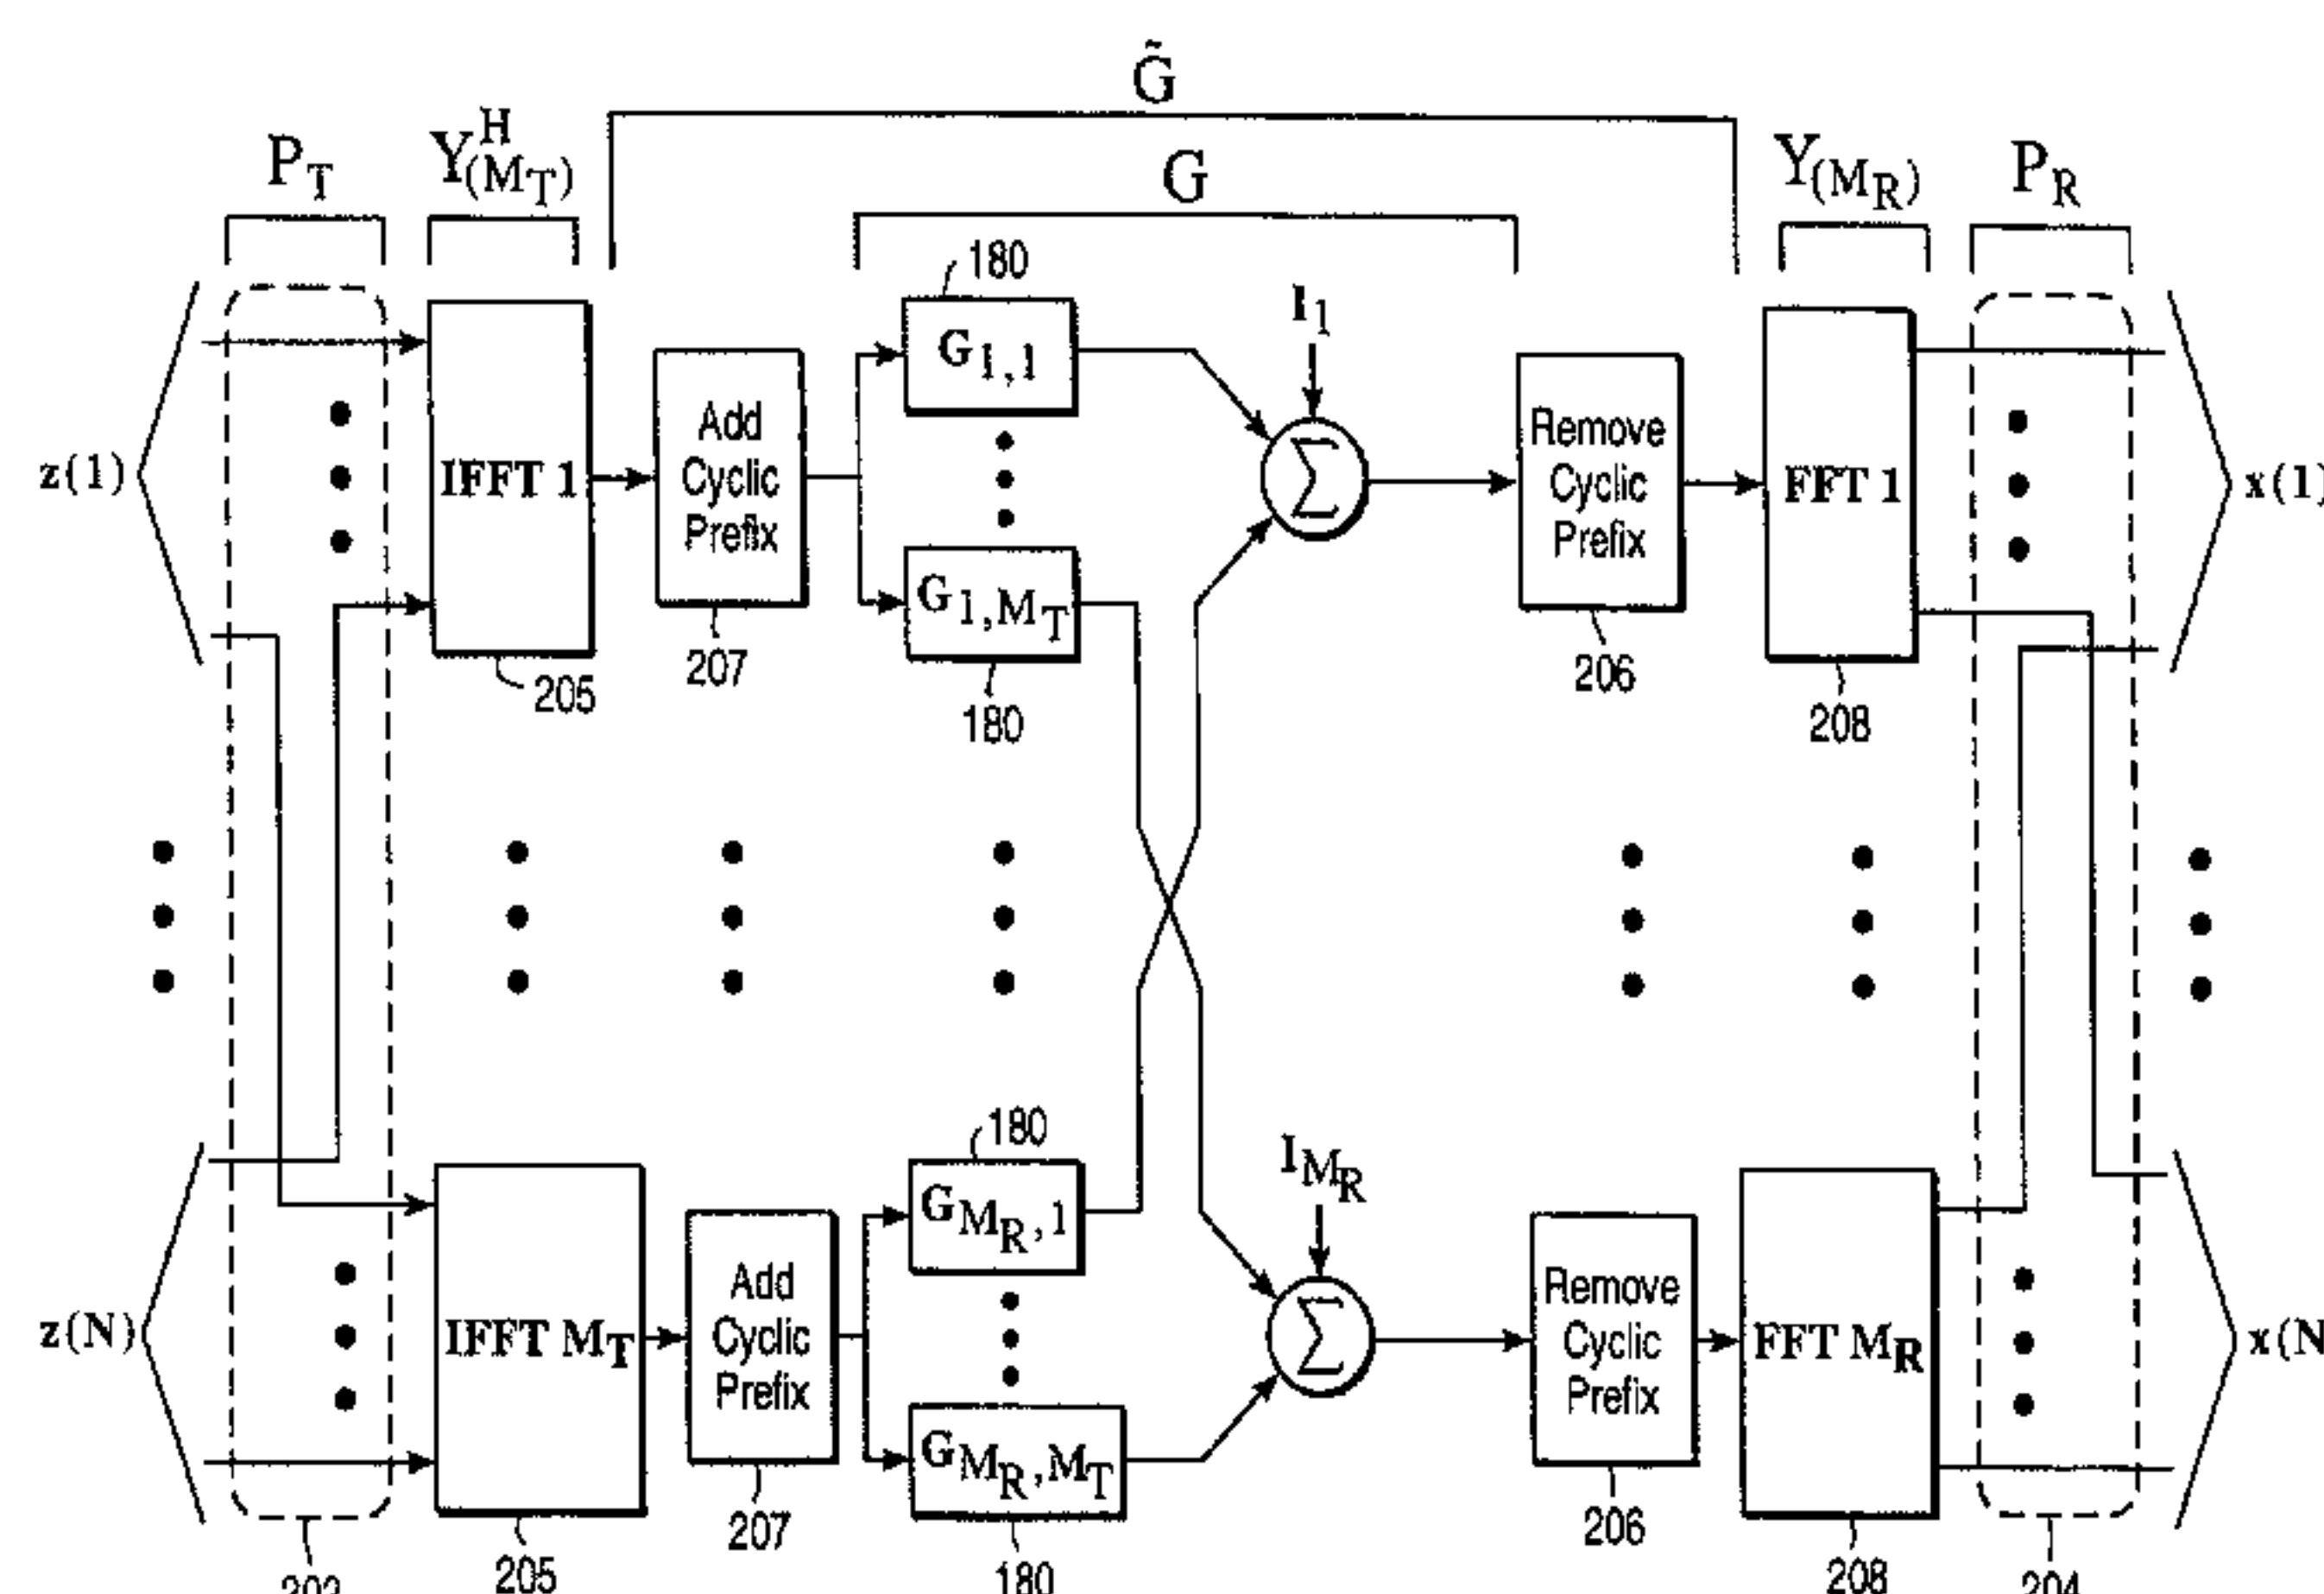 G̃
P_T
Y^H_(M_T)
G
Y_(M_R)
P_R
180
I_1
G_1,1
z(1)
IFFT 1
Add
Cyclic
Prefix
Σ
Remove
Cyclic
Prefix
FFT 1
x(1)
G_1,M_T
205
207
180
206
208
180
I_M_R
G_M_R,1
z(N)
IFFT M_T
Add
Cyclic
Prefix
Σ
Remove
Cyclic
Prefix
FFT M_R
x(N
G_M_R,M_T
205
207
180
206
208
204